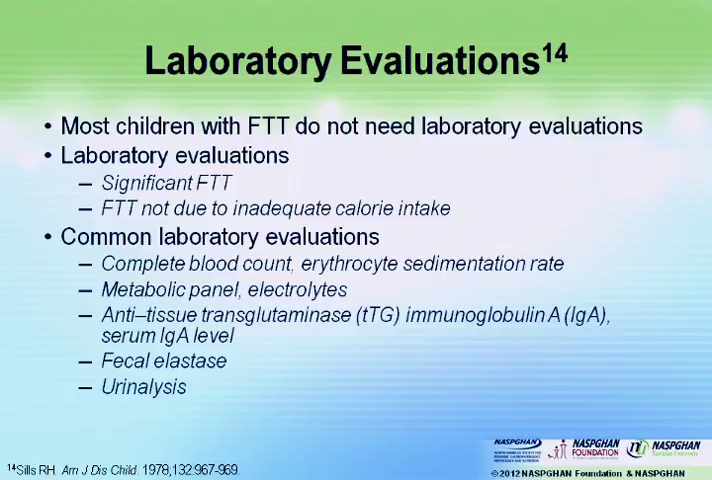 Laboratory Evaluations14
• Most children with FTT do not need laboratory evaluations
• Laboratory evaluations
– Significant FTT
– FTT not due to inadequate calorie intake
• Common laboratory evaluations
– Complete blood count, erythrocyte sedimentation rate
– Metabolic panel, electrolytes
– Anti–tissue transglutaminase (tTG) immunoglobulin A (IgA),
serum IgA level
– Fecal elastase
– Urinalysis
NASPGHAN
NASPGHAN
FOUNDATION
NASPGHAN
14Sills RH. Am J Dis Child. 1978;132:967-969.
©2012 NASPGHAN Foundation & NASPGHAN